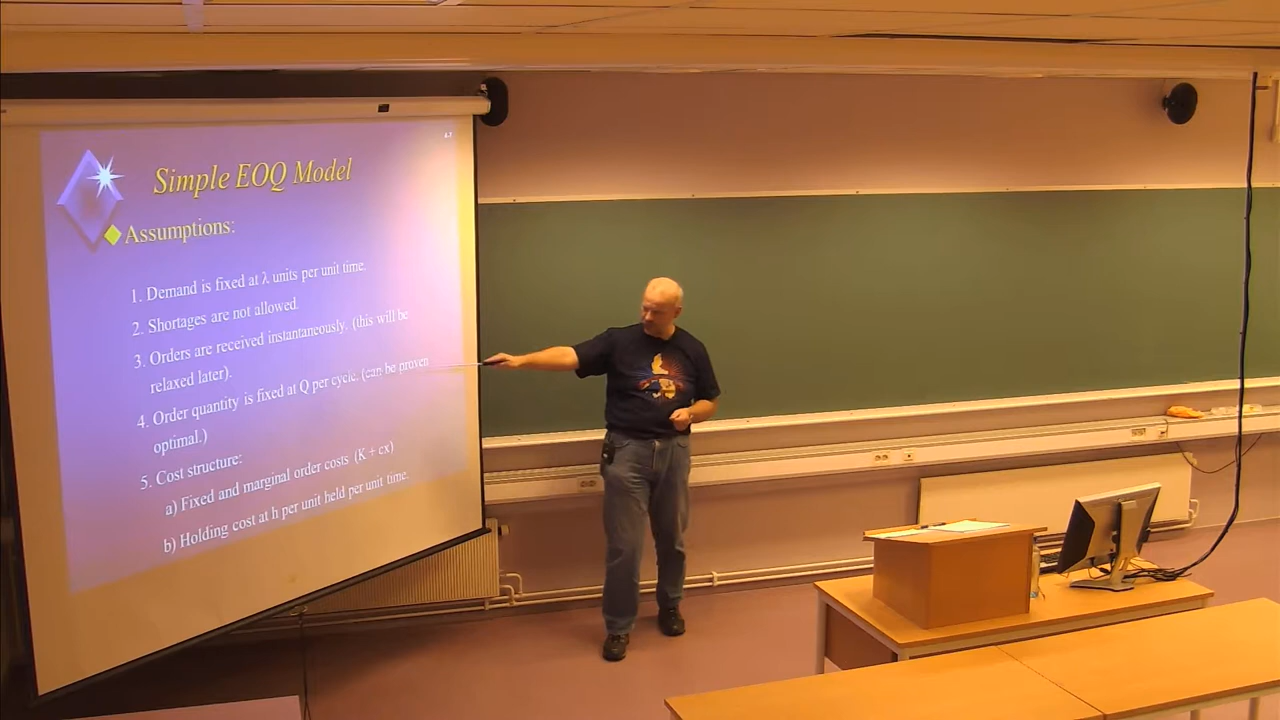 Simple EOQ Model
Assumptions:
1. Demand is fixed at λ units per unit time.
2. Shortages are not allowed.
3. Orders are received instantaneously. (this will be
relaxed later).
4. Order quantity is fixed at Q per cycle. (can be proven
optimal.)
5. Cost structure:
a) Fixed and marginal order costs (K + cx)
b) Holding cost at h per unit held per unit time.